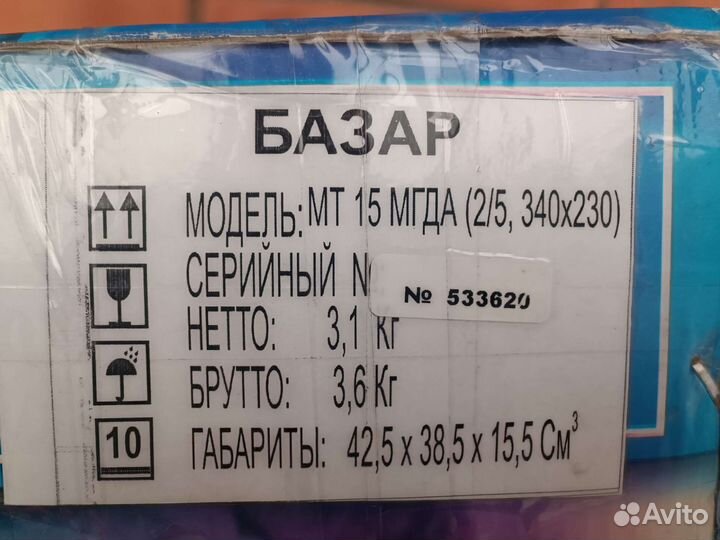 БАЗАР
МОДЕЛЬ: МТ 15 МГДА (2/5, 340х230)
СЕРИЙНЫЙ №
№ 533620
НЕТТО: 3,1 Кг
БРУТТО: 3,6 Кг
10
ГАБАРИТЫ: 42,5 х 38,5 х 15,5 См³
Avito